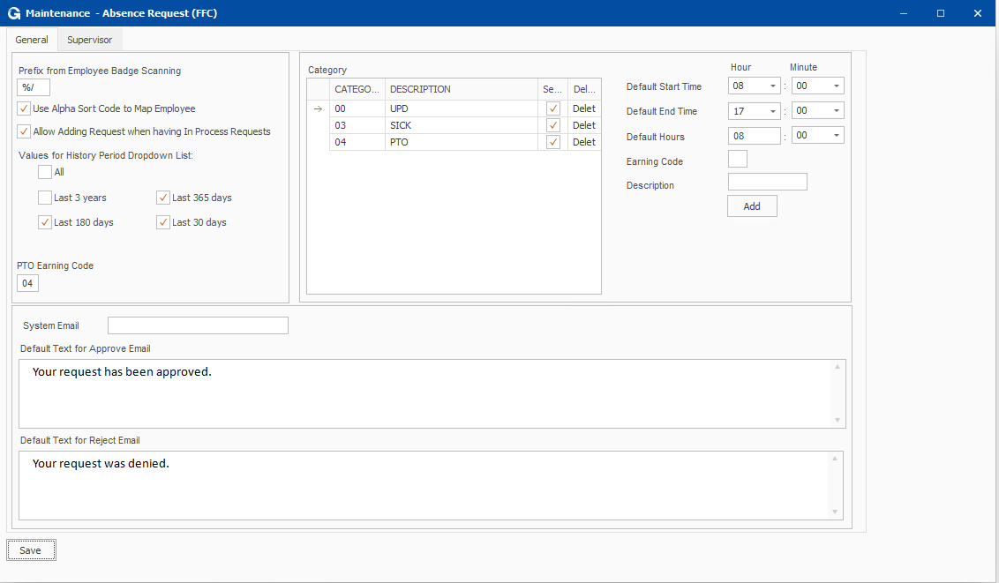 Maintenance - Absence Request (FFC)
General Supervisor
Prefix from Employee Badge Scanning
%/
Use Alpha Sort Code to Map Employee
Allow Adding Request when having In Process Requests
Values for History Period Dropdown List:
All
Last 3 years Last 365 days
Last 180 days Last 30 days
PTO Earning Code
04
Category
CATEGO... DESCRIPTION Se... Del...
00 UPD Delet
03 SICK Delet
04 PTO Delet
Hour Minute
Default Start Time 08 : 00
Default End Time 17 : 00
Default Hours 08 : 00
Earning Code
Description
Add
System Email
Default Text for Approve Email
Your request has been approved.
Default Text for Reject Email
Your request was denied.
Save